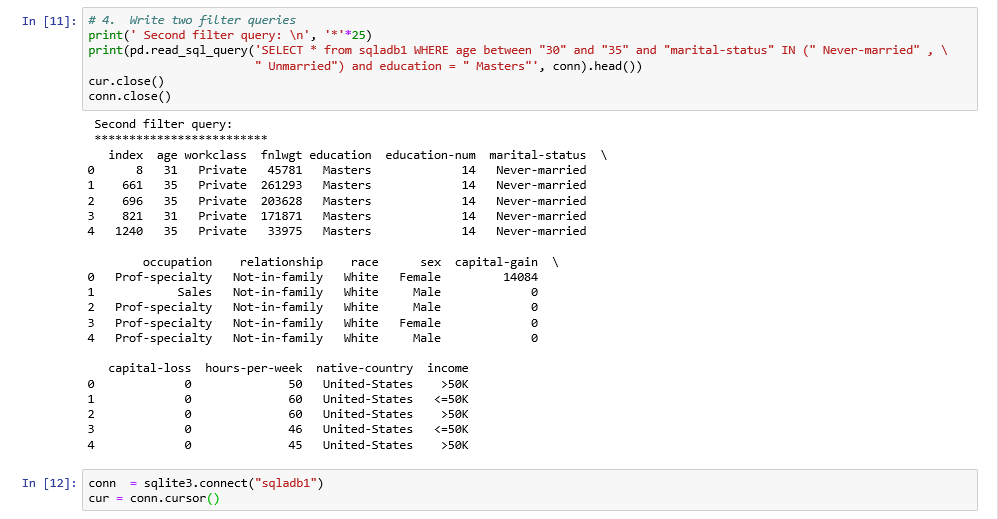 In [11]: # 4.  Write two filter queries
print(' Second filter query: \n', '*'*25)
print(pd.read_sql_query('SELECT * from sqladb1 WHERE age between "30" and "35" and "marital-status" IN (" Never-married" , \
" Unmarried") and education = " Masters"', conn).head())
cur.close()
conn.close()
Second filter query:
*************************
index  age workclass  fnlwgt education  education-num  marital-status  \
0      8   31   Private   45781   Masters             14   Never-married
1    661   35   Private  261293   Masters             14   Never-married
2    696   35   Private  203628   Masters             14   Never-married
3    821   31   Private  171871   Masters             14   Never-married
4   1240   35   Private   33975   Masters             14   Never-married
occupation    relationship    race      sex  capital-gain  \
0   Prof-specialty   Not-in-family   White   Female         14084
1            Sales   Not-in-family   White     Male             0
2   Prof-specialty   Not-in-family   White     Male             0
3   Prof-specialty   Not-in-family   White   Female             0
4   Prof-specialty   Not-in-family   White     Male             0
capital-loss  hours-per-week  native-country  income
0             0              50   United-States    >50K
1             0              60   United-States   <=50K
2             0              60   United-States    >50K
3             0              46   United-States   <=50K
4             0              45   United-States    >50K
In [12]: conn  = sqlite3.connect("sqladb1")
cur = conn.cursor()